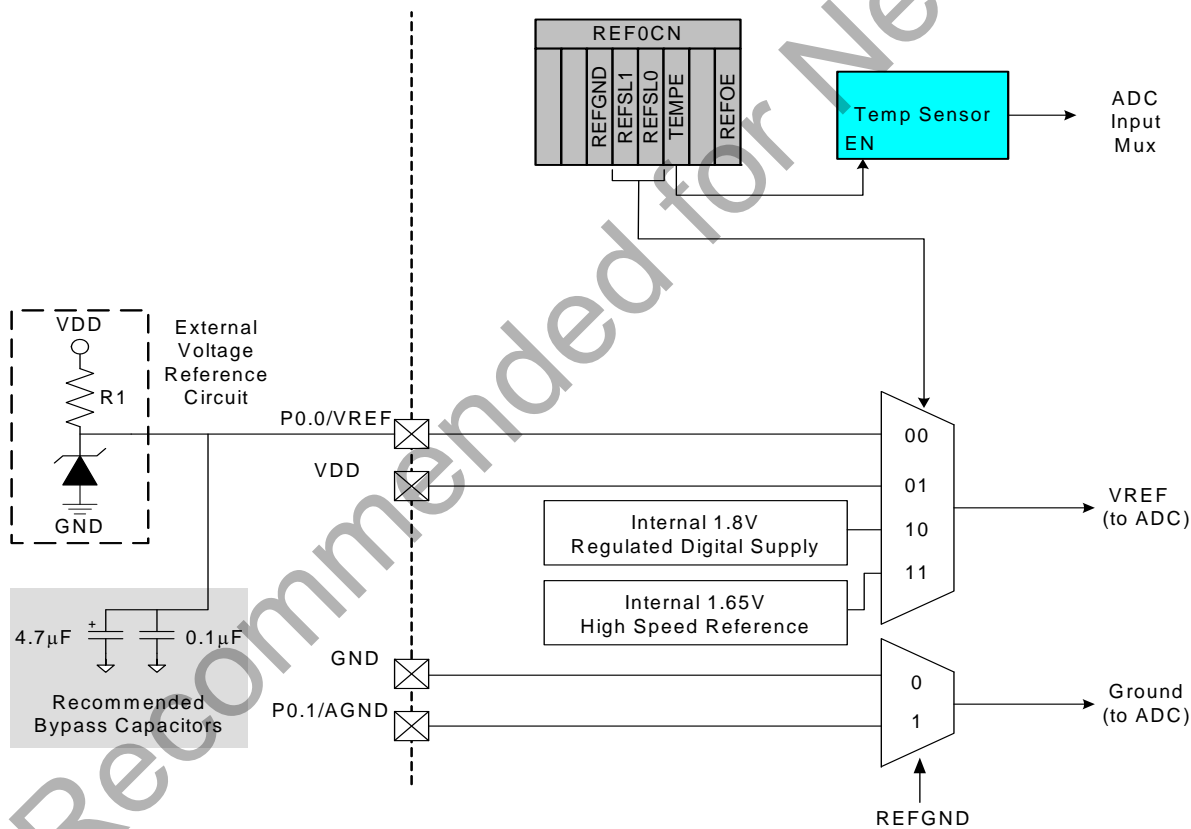 REF0CN
REFGND
REFSL1
REFSL0
TEMPE
REFOE
Temp Sensor
EN
ADC
Input
Mux
VDD
R1
GND
External
Voltage
Reference
Circuit
P0.0/VREF
VDD
00
01
10
11
Internal 1.8V
Regulated Digital Supply
Internal 1.65V
High Speed Reference
VREF
(to ADC)
4.7μF
+
0.1μF
Recommended
Bypass Capacitors
GND
P0.1/AGND
0
1
Ground
(to ADC)
REFGND
Recommended for Ne